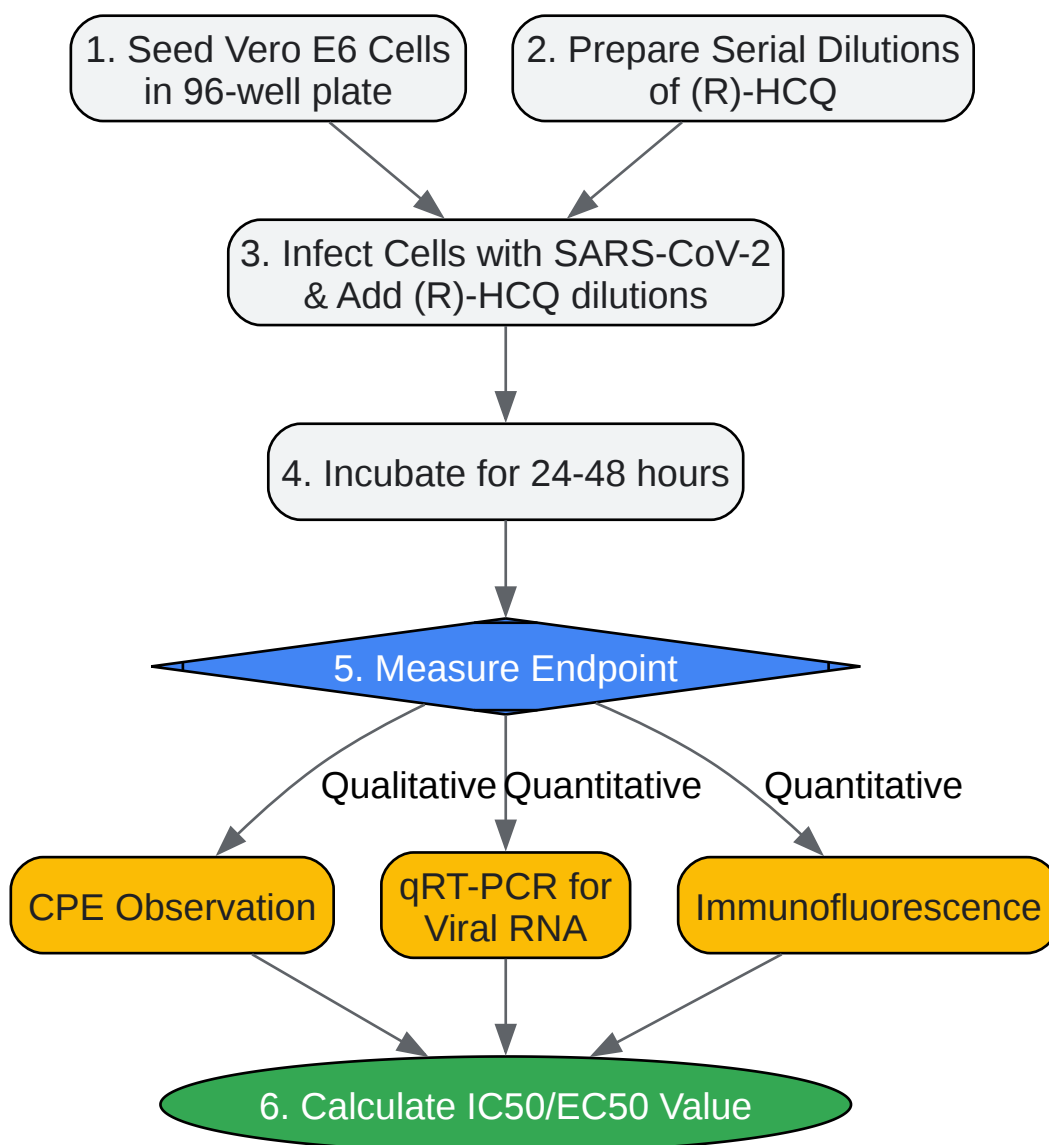 1. Seed Vero E6 Cells
in 96-well plate
2. Prepare Serial Dilutions
of (R)-HCQ
3. Infect Cells with SARS-CoV-2
& Add (R)-HCQ dilutions
4. Incubate for 24-48 hours
5. Measure Endpoint
Qualitative
Quantitative
Quantitative
CPE Observation
qRT-PCR for
Viral RNA
Immunofluorescence
6. Calculate IC50/EC50 Value